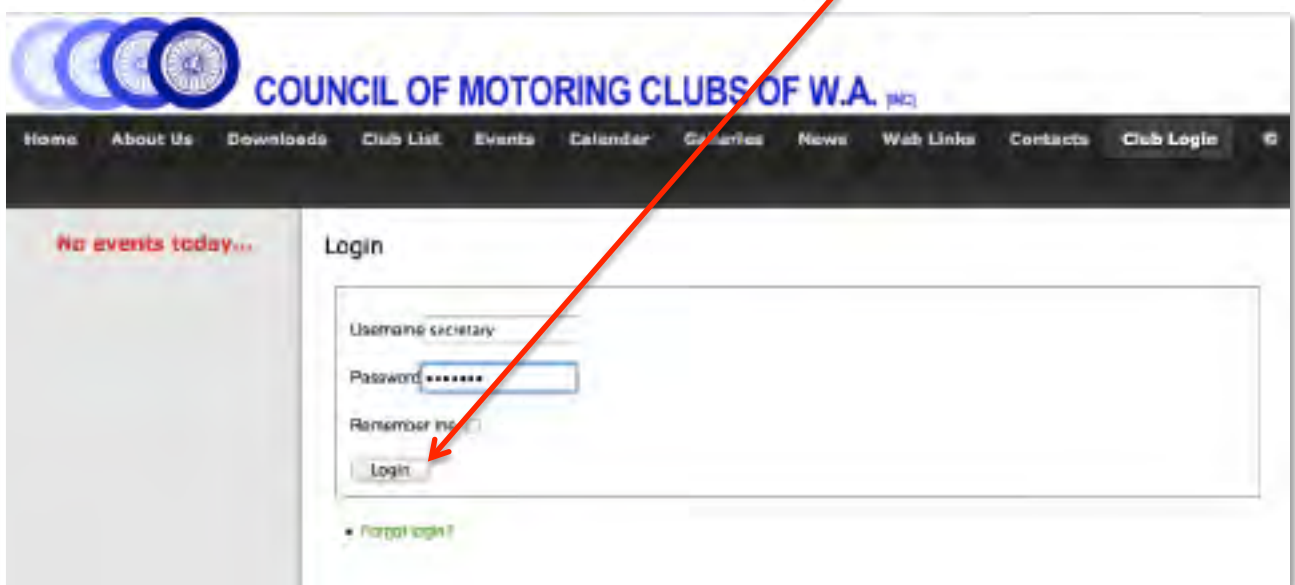 COUNCIL OF MOTORING CLUBS OF W.A. (INC)
Home About Us Downloads Club List Events Calendar Galleries News Web Links Contacts Club Login
No events today...
Login
Username secretary
Password •••••••
Remember me
Login
Forgot login?